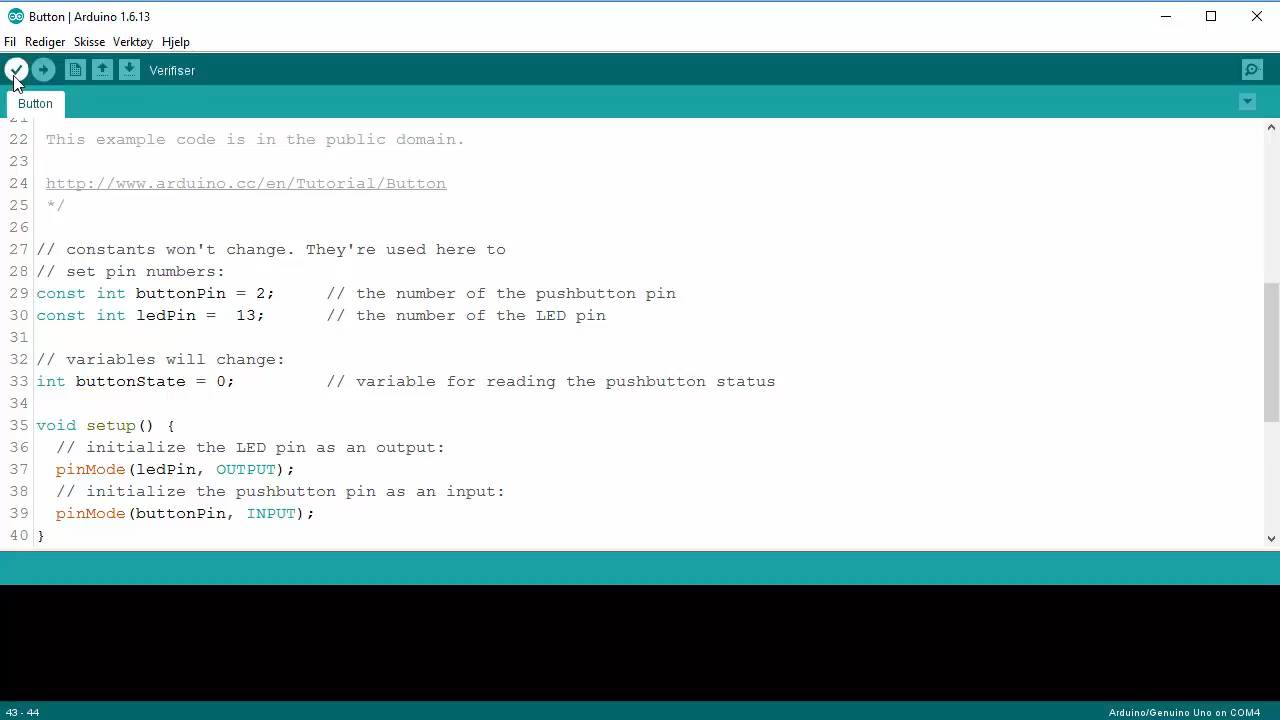 Button | Arduino 1.6.13
Fil Rediger Skisse Verktøy Hjelp
Verifiser
Button
21
22 This example code is in the public domain.
23
24 http://www.arduino.cc/en/Tutorial/Button
25 */
26
27 // constants won't change. They're used here to
28 // set pin numbers:
29 const int buttonPin = 2;     // the number of the pushbutton pin
30 const int ledPin =  13;      // the number of the LED pin
31
32 // variables will change:
33 int buttonState = 0;         // variable for reading the pushbutton status
34
35 void setup() {
36   // initialize the LED pin as an output:
37   pinMode(ledPin, OUTPUT);
38   // initialize the pushbutton pin as an input:
39   pinMode(buttonPin, INPUT);
40 }
43 - 44
Arduino/Genuino Uno on COM4